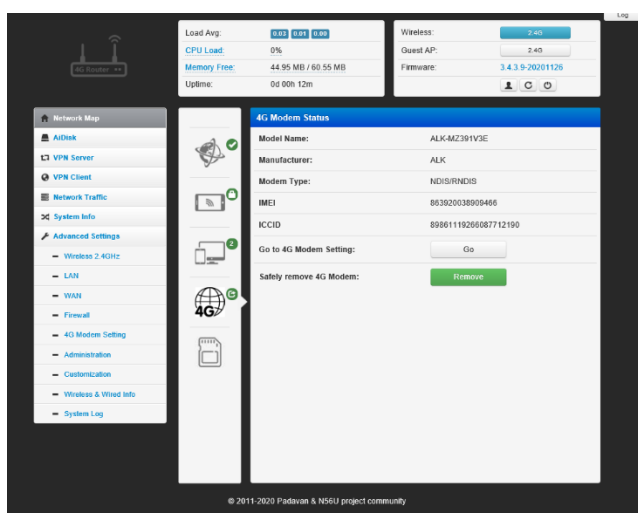 Log
4G Router
Load Avg: 0.03 0.01 0.00
CPU Load: 0%
Memory Free: 44.95 MB / 60.55 MB
Uptime: 0d 00h 12m
Wireless: 2.4G
Guest AP: 2.4G
Firmware: 3.4.3.9-20201126
Network Map
AiDisk
VPN Server
VPN Client
Network Traffic
System Info
Advanced Settings
Wireless 2.4GHz
LAN
WAN
Firewall
4G Modem Setting
Administration
Customization
Wireless & Wired Info
System Log
2
4G
4G Modem Status
Model Name: ALK-MZ391V3E
Manufacturer: ALK
Modem Type: NDIS/RNDIS
IMEI 863920038909466
ICCID 89861119266087712190
Go to 4G Modem Setting: Go
Safely remove 4G Modem: Remove
© 2011-2020 Padavan & N56U project community